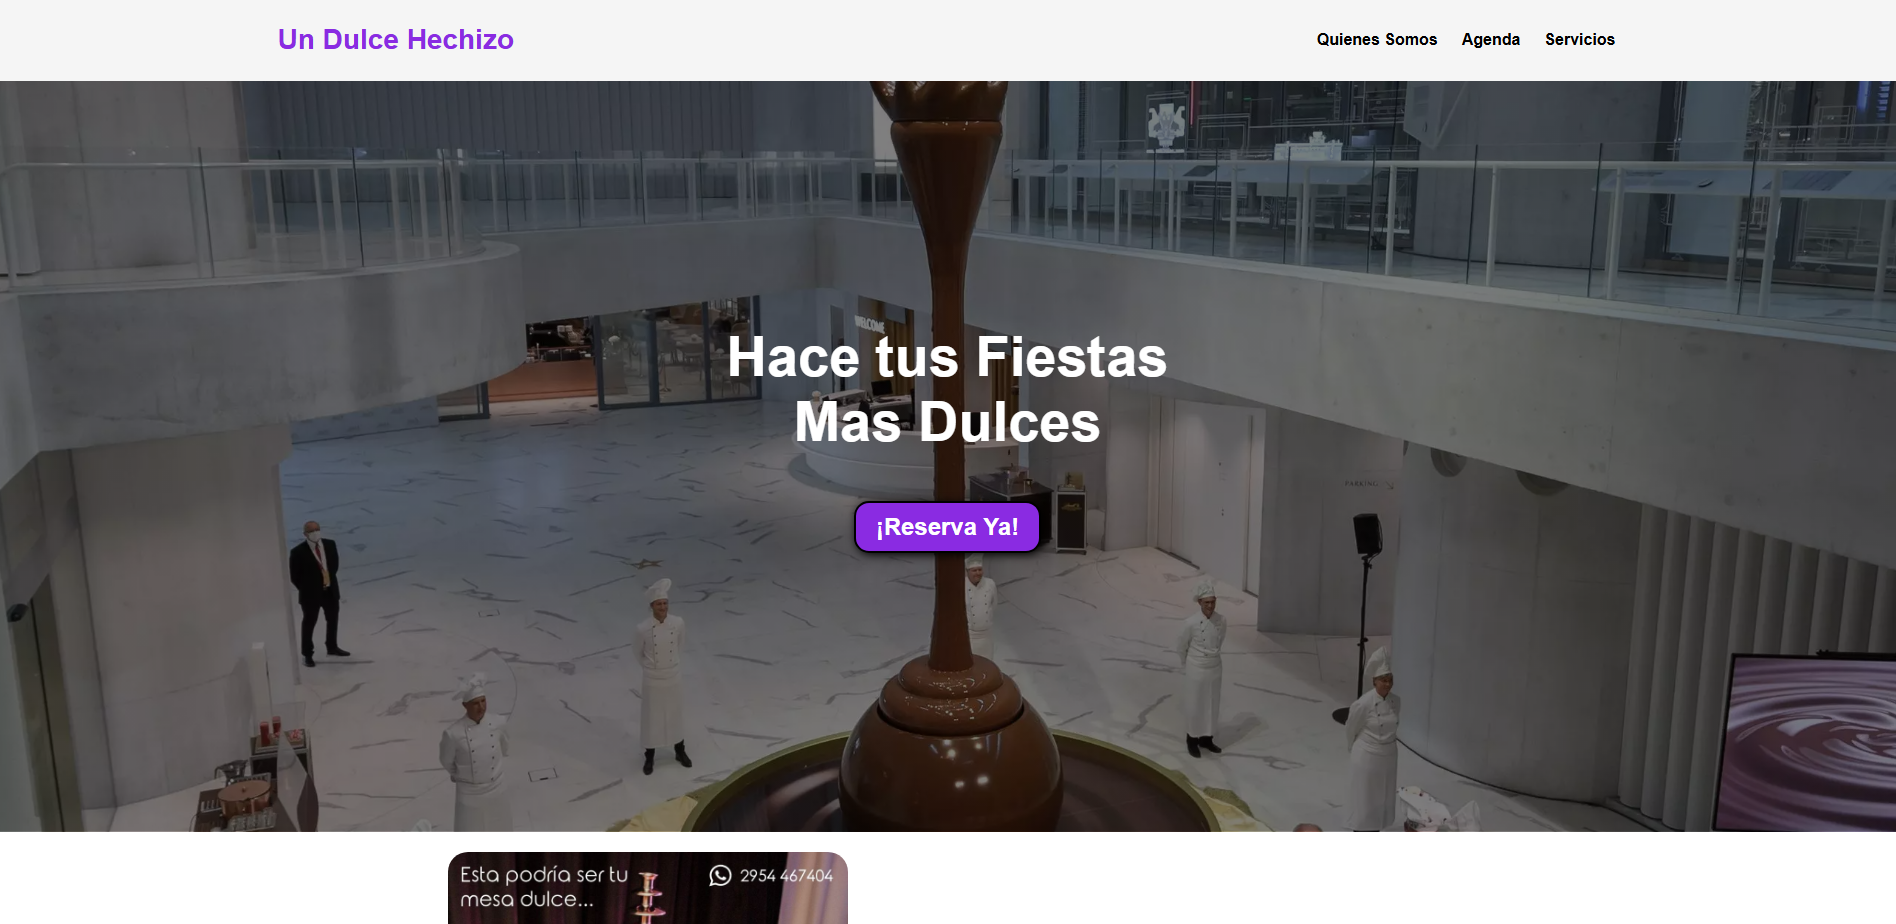 Un Dulce Hechizo
Quienes Somos
Agenda
Servicios
WELCOME
Hace tus Fiestas
Mas Dulces
PARKING
¡Reserva Ya!
Esta podría ser tu
mesa dulce...
2954 467404